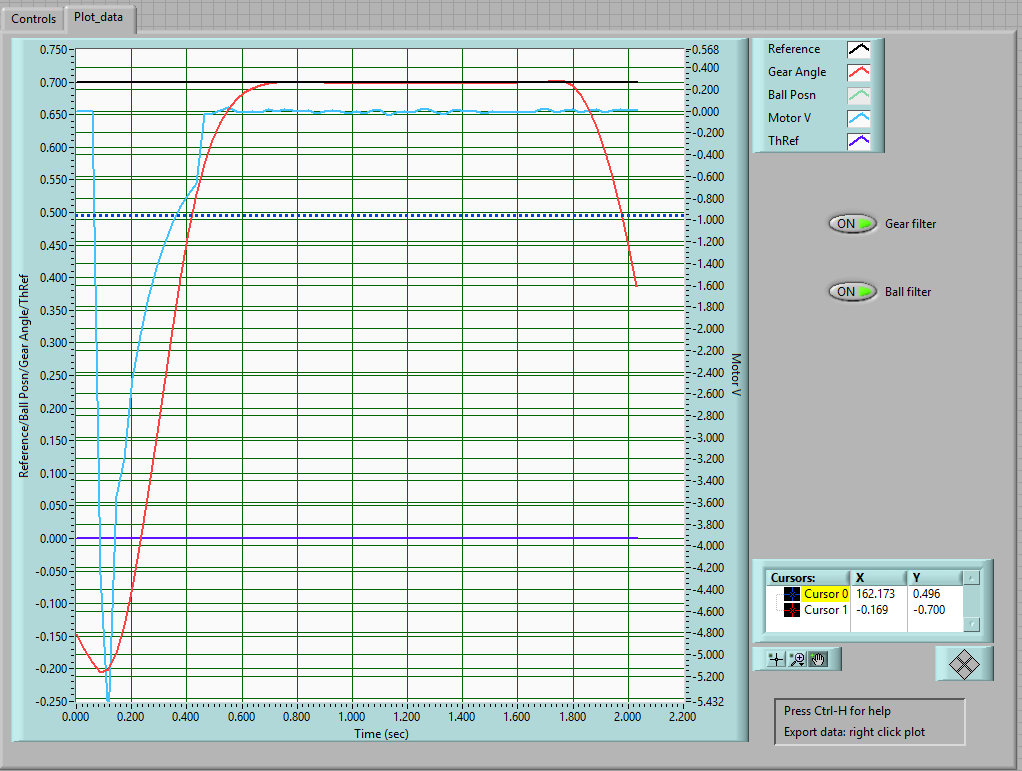 Controls
Plot_data
Reference/Ball Posn/Gear Angle/ThRef
0.750
0.700
0.650
0.600
0.550
0.500
0.450
0.400
0.350
0.300
0.250
0.200
0.150
0.100
0.050
0.000
-0.050
-0.100
-0.150
-0.200
-0.250
0.000 0.200 0.400 0.600 0.800 1.000 1.200 1.400 1.600 1.800 2.000 2.200
Time (sec)
0.568
0.400
0.200
0.000
-0.200
-0.400
-0.600
-0.800
-1.000
-1.200
-1.400
-1.600
-1.800
-2.000
-2.200
-2.400
-2.600
-2.800
-3.000
-3.200
-3.400
-3.600
-3.800
-4.000
-4.200
-4.400
-4.600
-4.800
-5.000
-5.200
-5.432
Motor V
Reference
Gear Angle
Ball Posn
Motor V
ThRef
ON Gear filter
ON Ball filter
Cursors: X Y
Cursor 0 162.173 0.496
Cursor 1 -0.169 -0.700
Press Ctrl-H for help
Export data: right click plot